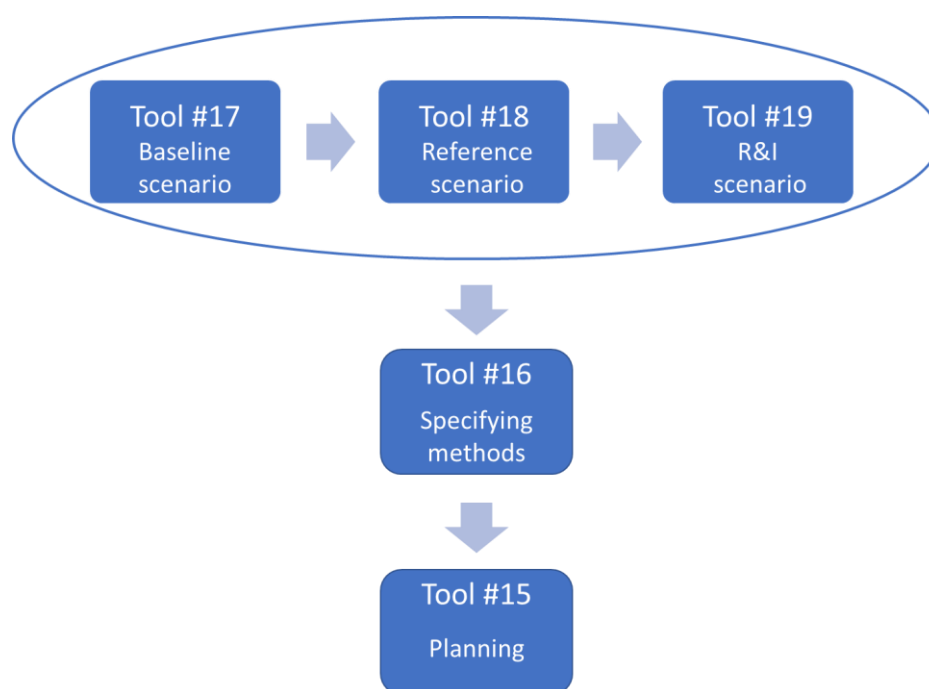 Tool #17
Baseline
scenario
Tool #18
Reference
scenario
Tool #19
R&I
scenario
Tool #16
Specifying
methods
Tool #15
Planning